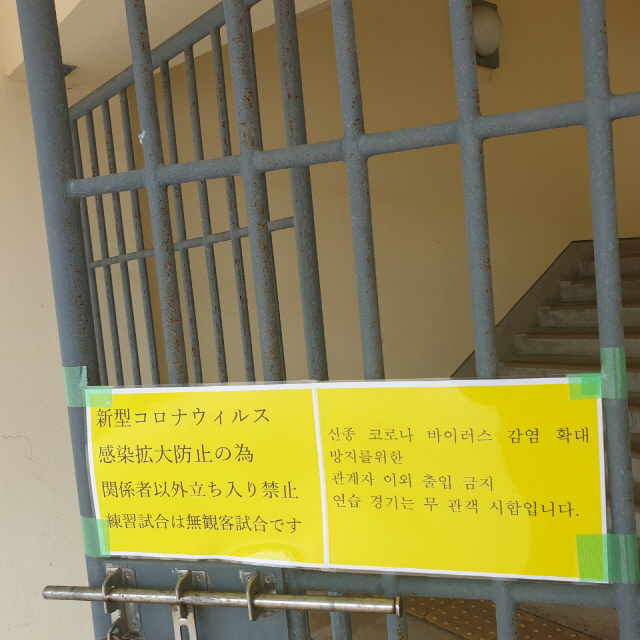 新型コロナウィルス
感染拡大防止の為
関係者以外立ち入り禁止
練習試合は無観客試合です
신종 코로나 바이러스 감염 확대
방지를위한
관계자 이외 출입 금지
연습 경기는 무 관객 시합입니다.